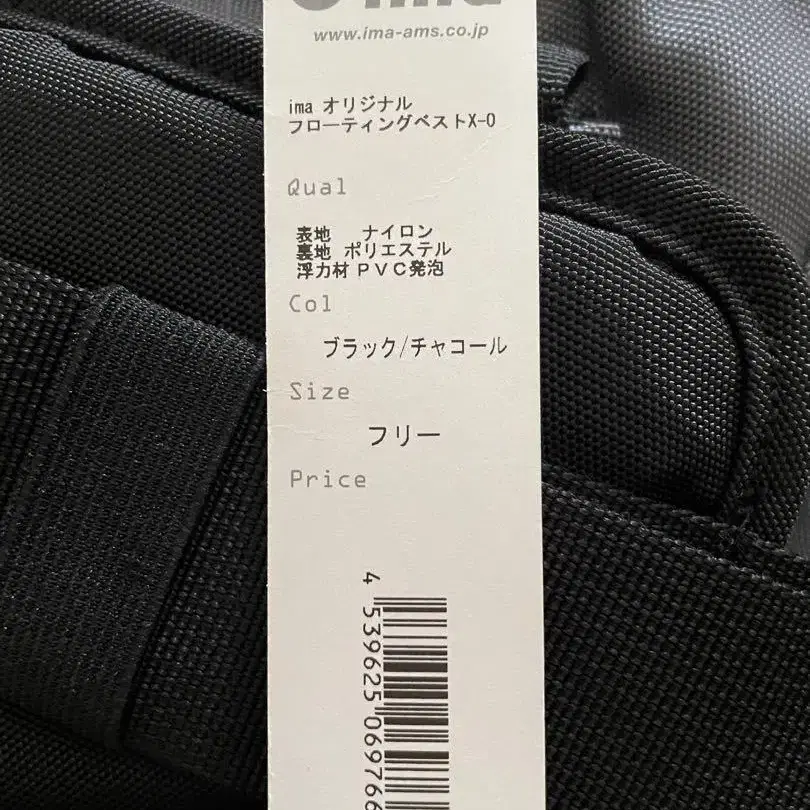 ima
www.ima-ams.co.jp
ima オリジナル
フローティングベストX-0
Qual
表地 ナイロン
裏地 ポリエステル
浮力材 PVC発泡
Col
ブラック/チャコール
Size
フリー
Price
4 539625 069766